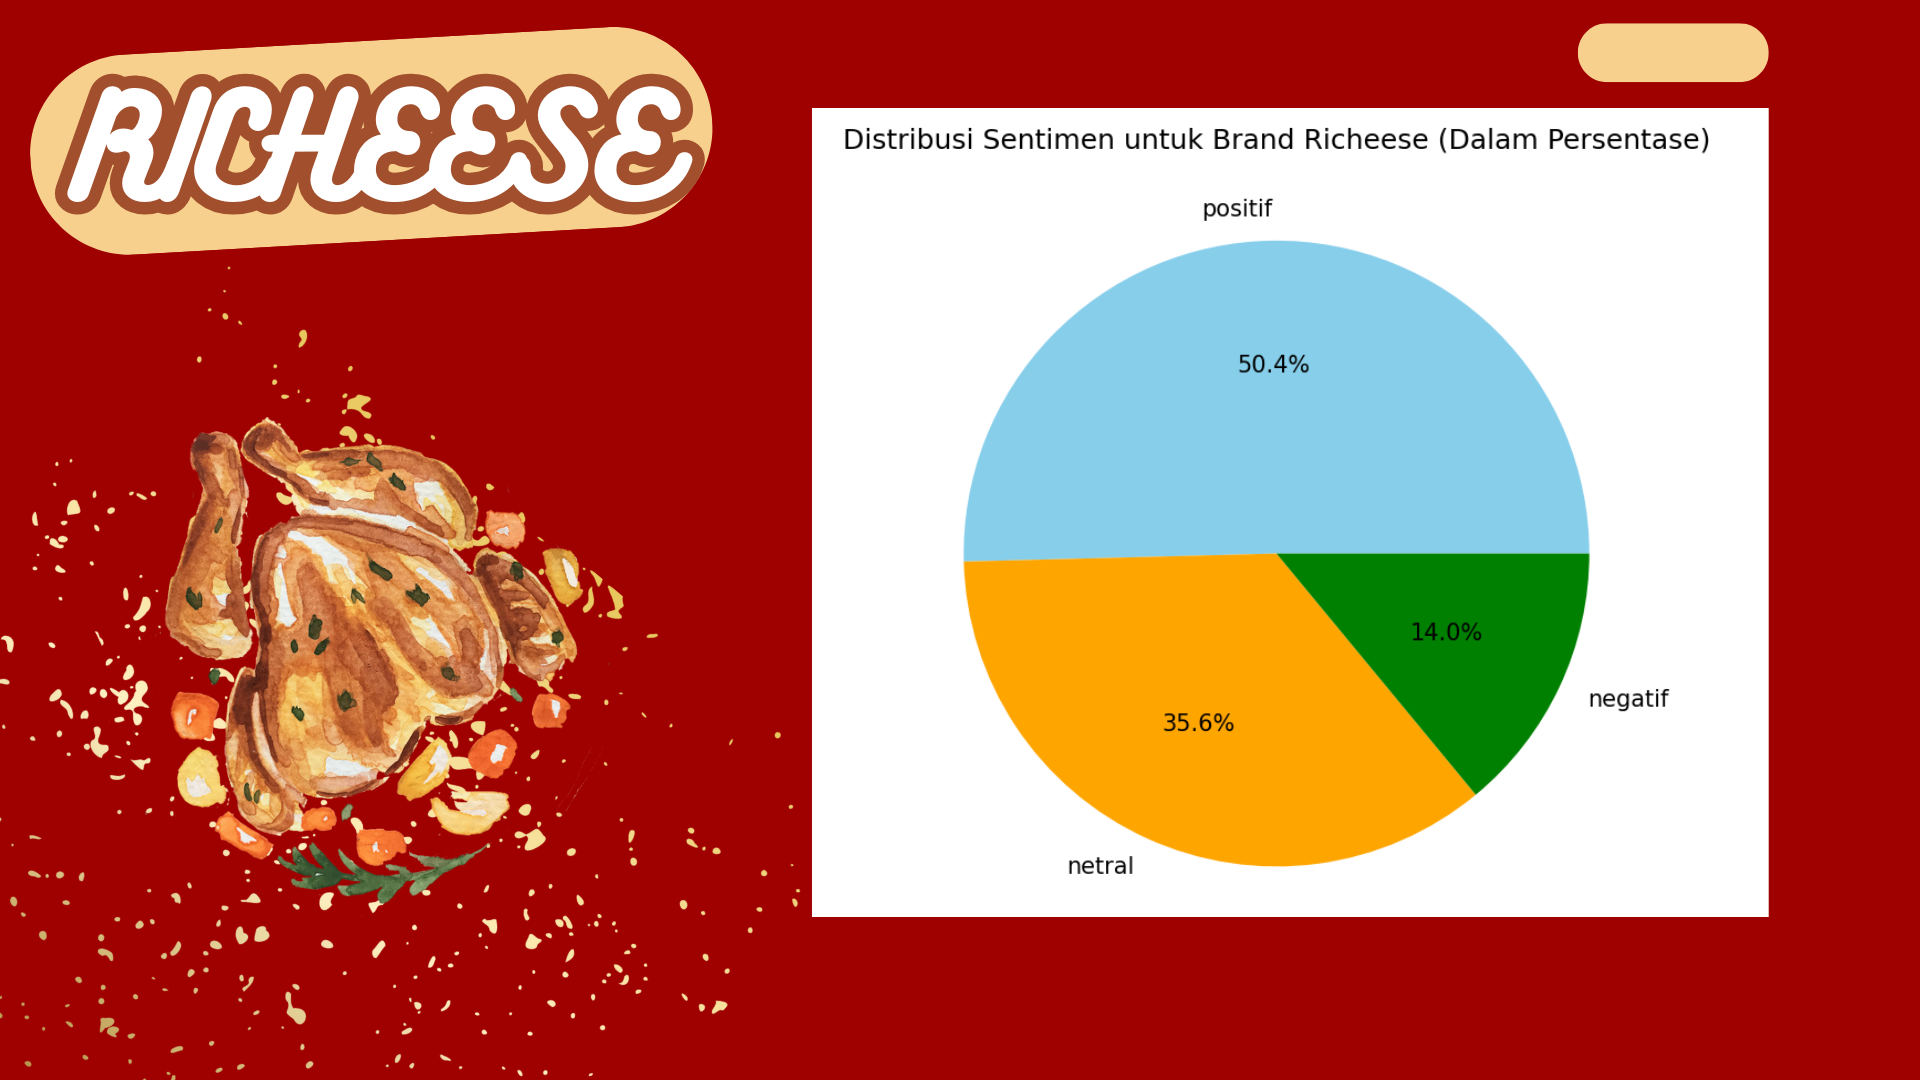 RICHEESE
Distribusi Sentimen untuk Brand Richeese (Dalam Persentase)
positif
50.4%
14.0%
negatif
35.6%
netral